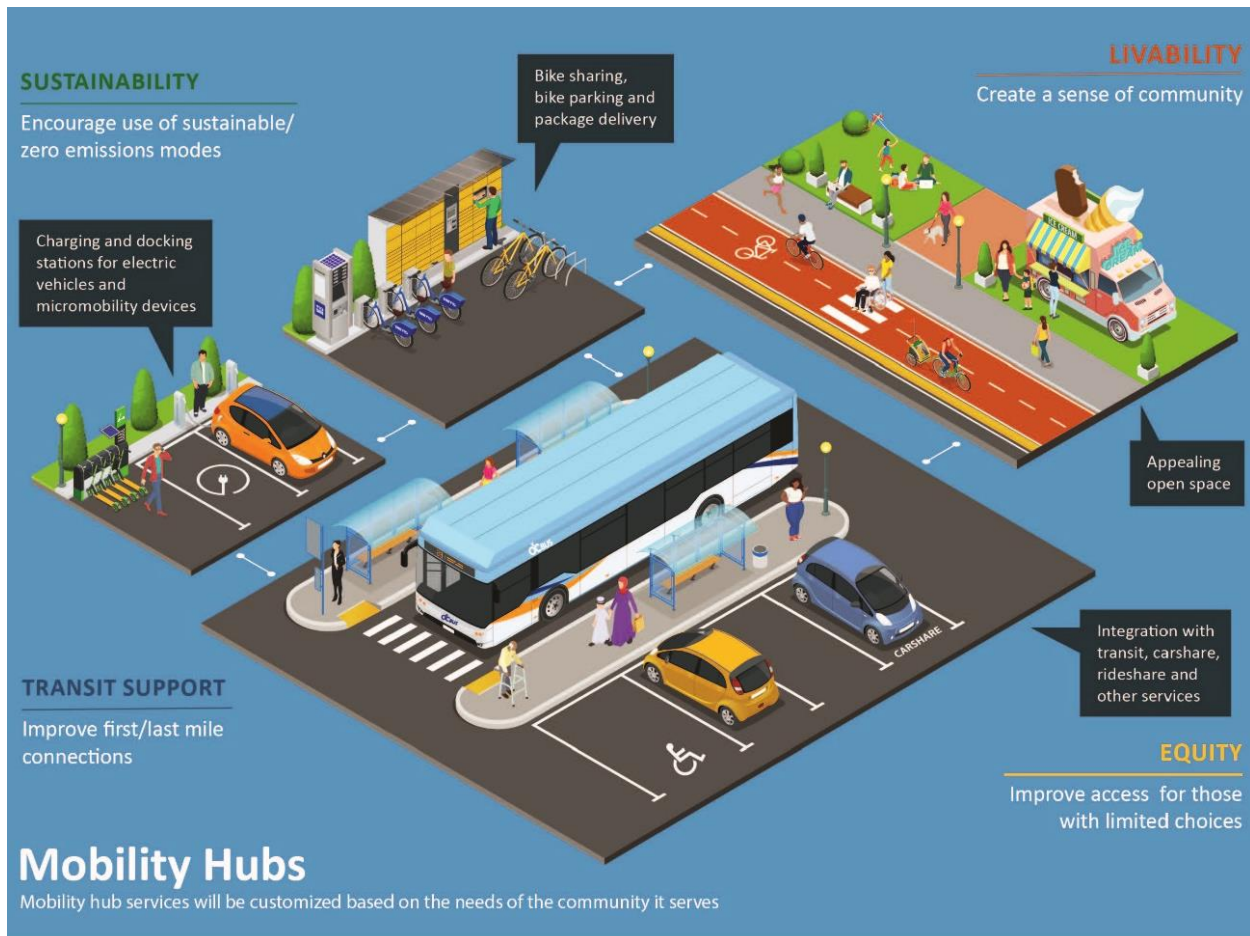 SUSTAINABILITY
Encourage use of sustainable/
zero emissions modes
Bike sharing,
bike parking and
package delivery
LIVABILITY
Create a sense of community
Charging and docking
stations for electric
vehicles and
micromobility devices
ICE CREAM
ICE
CREAM
Appealing
open space
CARSHARE
Integration with
transit, carshare,
rideshare and
other services
TRANSIT SUPPORT
Improve first/last mile
connections
EQUITY
Improve access for those
with limited choices
Mobility Hubs
Mobility hub services will be customized based on the needs of the community it serves